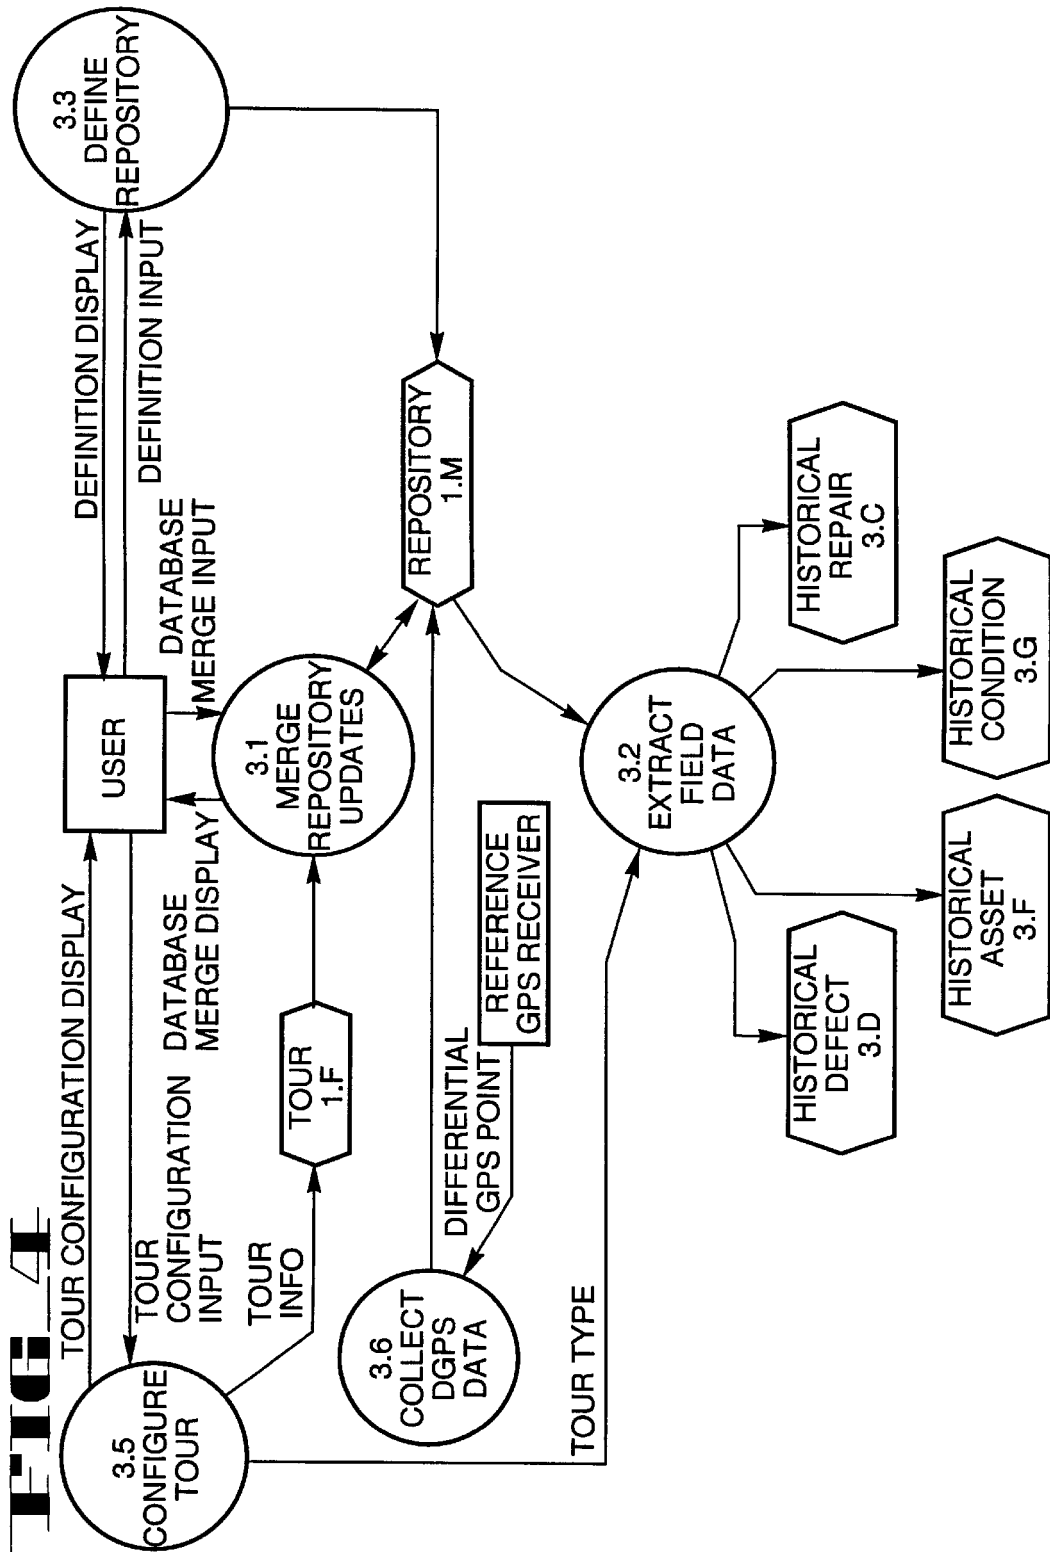 FIG_4
TOUR CONFIGURATION DISPLAY
DEFINITION DISPLAY
DEFINITION INPUT
3.5
CONFIGURE
TOUR
TOUR
CONFIGURATION
INPUT
DATABASE
MERGE DISPLAY
USER
DATABASE
MERGE INPUT
3.3
DEFINE
REPOSITORY
TOUR
INFO
TOUR
1.F
3.1
MERGE
REPOSITORY
UPDATES
REPOSITORY
1.M
3.6
COLLECT
DGPS
DATA
DIFFERENTIAL
GPS POINT
REFERENCE
GPS RECEIVER
TOUR TYPE
3.2
EXTRACT
FIELD
DATA
HISTORICAL
DEFECT
3.D
HISTORICAL
REPAIR
3.C
HISTORICAL
ASSET
3.F
HISTORICAL
CONDITION
3.G